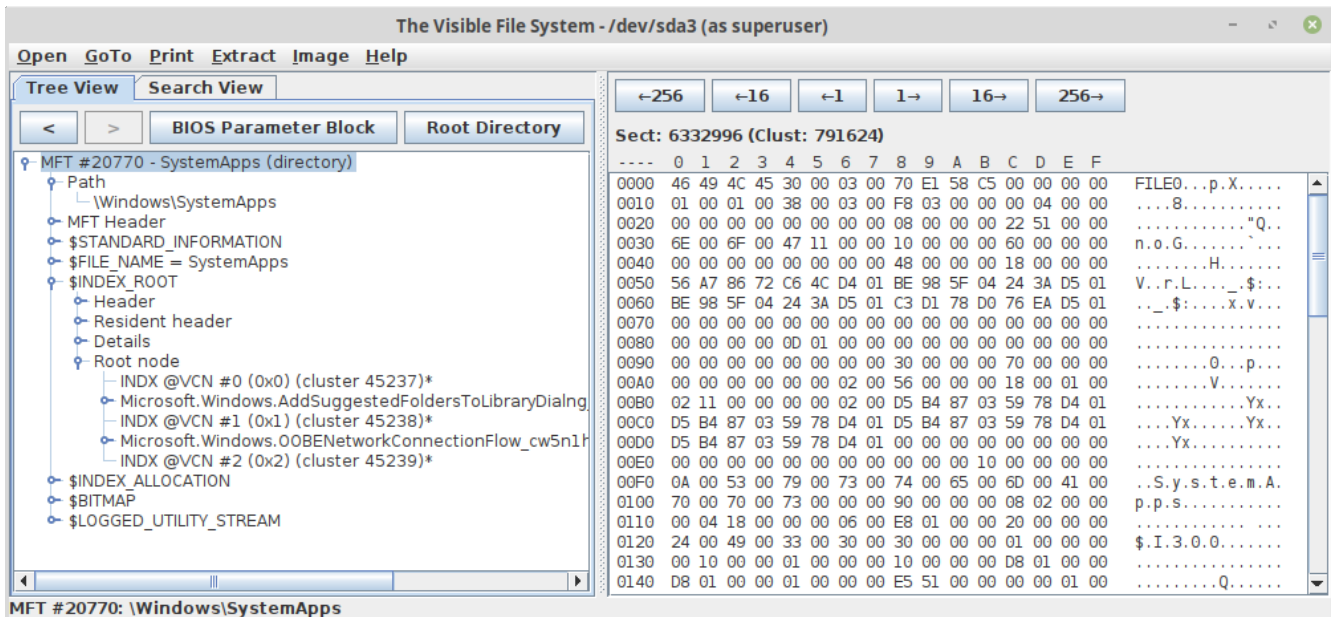 The Visible File System - /dev/sda3 (as superuser)
Open GoTo Print Extract Image Help
Tree View Search View
< > BIOS Parameter Block Root Directory
MFT #20770 - SystemApps (directory)
Path
\Windows\SystemApps
MFT Header
$STANDARD_INFORMATION
$FILE_NAME = SystemApps
$INDEX_ROOT
Header
Resident header
Details
Root node
INDX @VCN #0 (0x0) (cluster 45237)*
Microsoft.Windows.AddSuggestedFoldersToLibraryDialog_
INDX @VCN #1 (0x1) (cluster 45238)*
Microsoft.Windows.OOBENetworkConnectionFlow_cw5n1h
INDX @VCN #2 (0x2) (cluster 45239)*
$INDEX_ALLOCATION
$BITMAP
$LOGGED_UTILITY_STREAM
←256 ←16 ←1 1→ 16→ 256→
Sect: 6332996 (Clust: 791624)
---- 0 1 2 3 4 5 6 7 8 9 A B C D E F
0000 46 49 4C 45 30 00 03 00 70 E1 58 C5 00 00 00 00 FILE0...p.X.....
0010 01 00 01 00 38 00 03 00 F8 03 00 00 00 04 00 00 ....8...........
0020 00 00 00 00 00 00 00 00 08 00 00 00 22 51 00 00 ............"Q..
0030 6E 00 6F 00 47 11 00 00 10 00 00 00 60 00 00 00 n.o.G.......`...
0040 00 00 00 00 00 00 00 00 48 00 00 00 18 00 00 00 ........H.......
0050 56 A7 86 72 C6 4C D4 01 BE 98 5F 04 24 3A D5 01 V..r.L...._.$:..
0060 BE 98 5F 04 24 3A D5 01 C3 D1 78 D0 76 EA D5 01 .._.$:....x.v...
0070 00 00 00 00 00 00 00 00 00 00 00 00 00 00 00 00 ................
0080 00 00 00 00 0D 01 00 00 00 00 00 00 00 00 00 00 ................
0090 00 00 00 00 00 00 00 00 30 00 00 00 70 00 00 00 ........0...p...
00A0 00 00 00 00 00 00 02 00 56 00 00 00 18 00 01 00 ........V.......
00B0 02 11 00 00 00 00 02 00 D5 B4 87 03 59 78 D4 01 ............Yx..
00C0 D5 B4 87 03 59 78 D4 01 D5 B4 87 03 59 78 D4 01 ....Yx......Yx..
00D0 D5 B4 87 03 59 78 D4 01 00 00 00 00 00 00 00 00 ....Yx..........
00E0 00 00 00 00 00 00 00 00 00 00 00 10 00 00 00 00 ................
00F0 0A 00 53 00 79 00 73 00 74 00 65 00 6D 00 41 00 ..S.y.s.t.e.m.A.
0100 70 00 70 00 73 00 00 00 90 00 00 00 08 02 00 00 p.p.s...........
0110 00 04 18 00 00 00 06 00 E8 01 00 00 20 00 00 00 ............ ...
0120 24 00 49 00 33 00 30 00 30 00 00 00 01 00 00 00 $.I.3.0.0.......
0130 00 10 00 00 01 00 00 00 10 00 00 00 D8 01 00 00 ................
0140 D8 01 00 00 01 00 00 00 E5 51 00 00 00 00 01 00 .........Q......
MFT #20770: \Windows\SystemApps